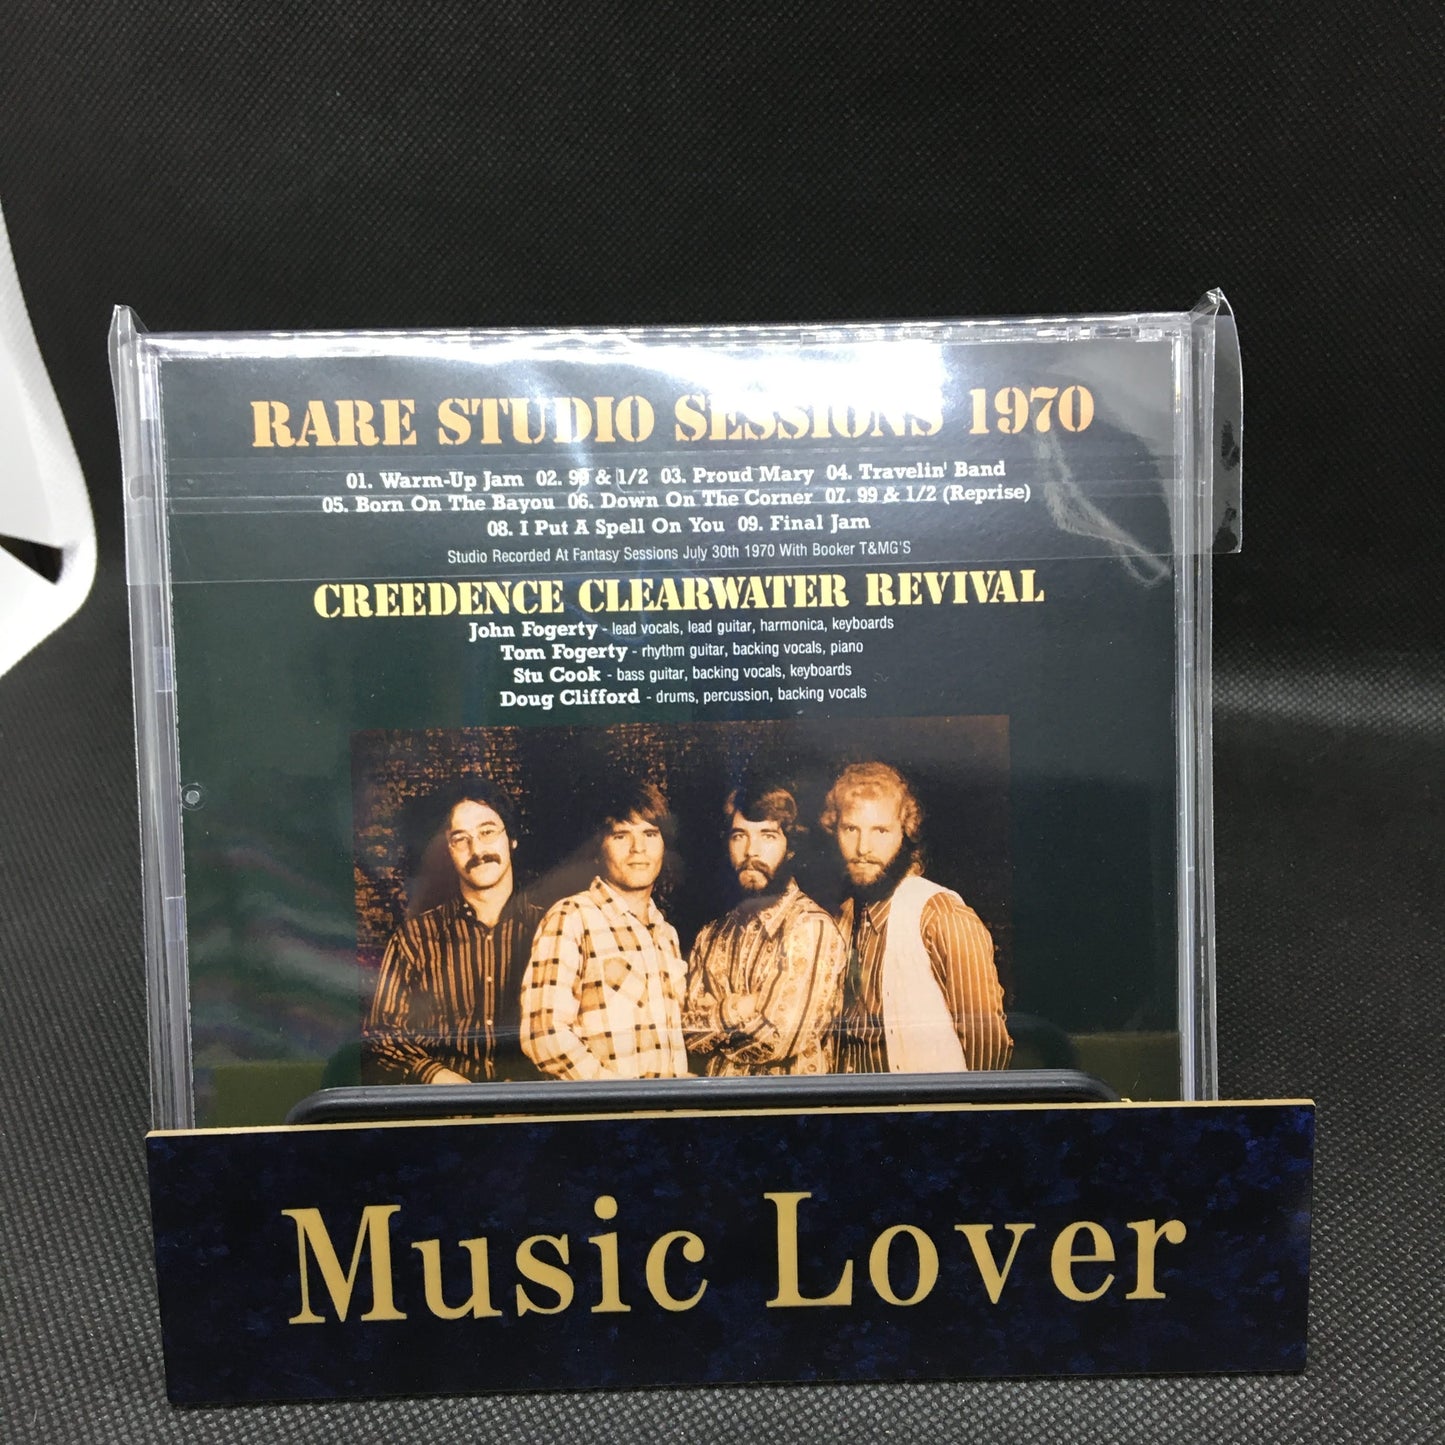 RARE STUDIO SESSIONS 1970
01. Warm-Up Jam 02. 99 & 1/2 03. Proud Mary 04. Travelin' Band
05. Born On The Bayou 06. Down On The Corner 07. 99 & 1/2 (Reprise)
08. I Put A Spell On You 09. Final Jam
Studio Recorded At Fantasy Sessions July 30th 1970 With Booker T&MG'S
CREEDENCE CLEARWATER REVIVAL
John Fogerty - lead vocals, lead guitar, harmonica, keyboards
Tom Fogerty - rhythm guitar, backing vocals, piano
Stu Cook - bass guitar, backing vocals, keyboards
Doug Clifford - drums, percussion, backing vocals
Music Lover